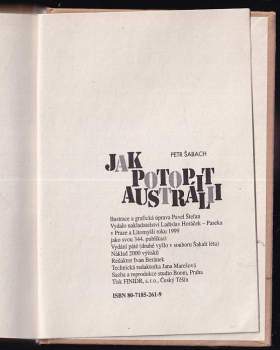 PETR ŠABACH
JAK
POTOPIT
AUSTRÁLII
Ilustrace a grafická úprava Pavel Štefan
Vydalo nakladatelství Ladislav Horáček – Paseka
v Praze a Litomyšli roku 1999
jako svou 344. publikaci
Vydání páté (druhé vyšlo v souboru Šakalí léta)
Náklad 2000 výtisků
Redaktor Ivan Beránek
Technická redaktorka Jana Marešová
Sazba a reprodukce studio Boom, Praha
Tisk FINIDR, s.r.o., Český Těšín
ISBN 80-7185-261-9